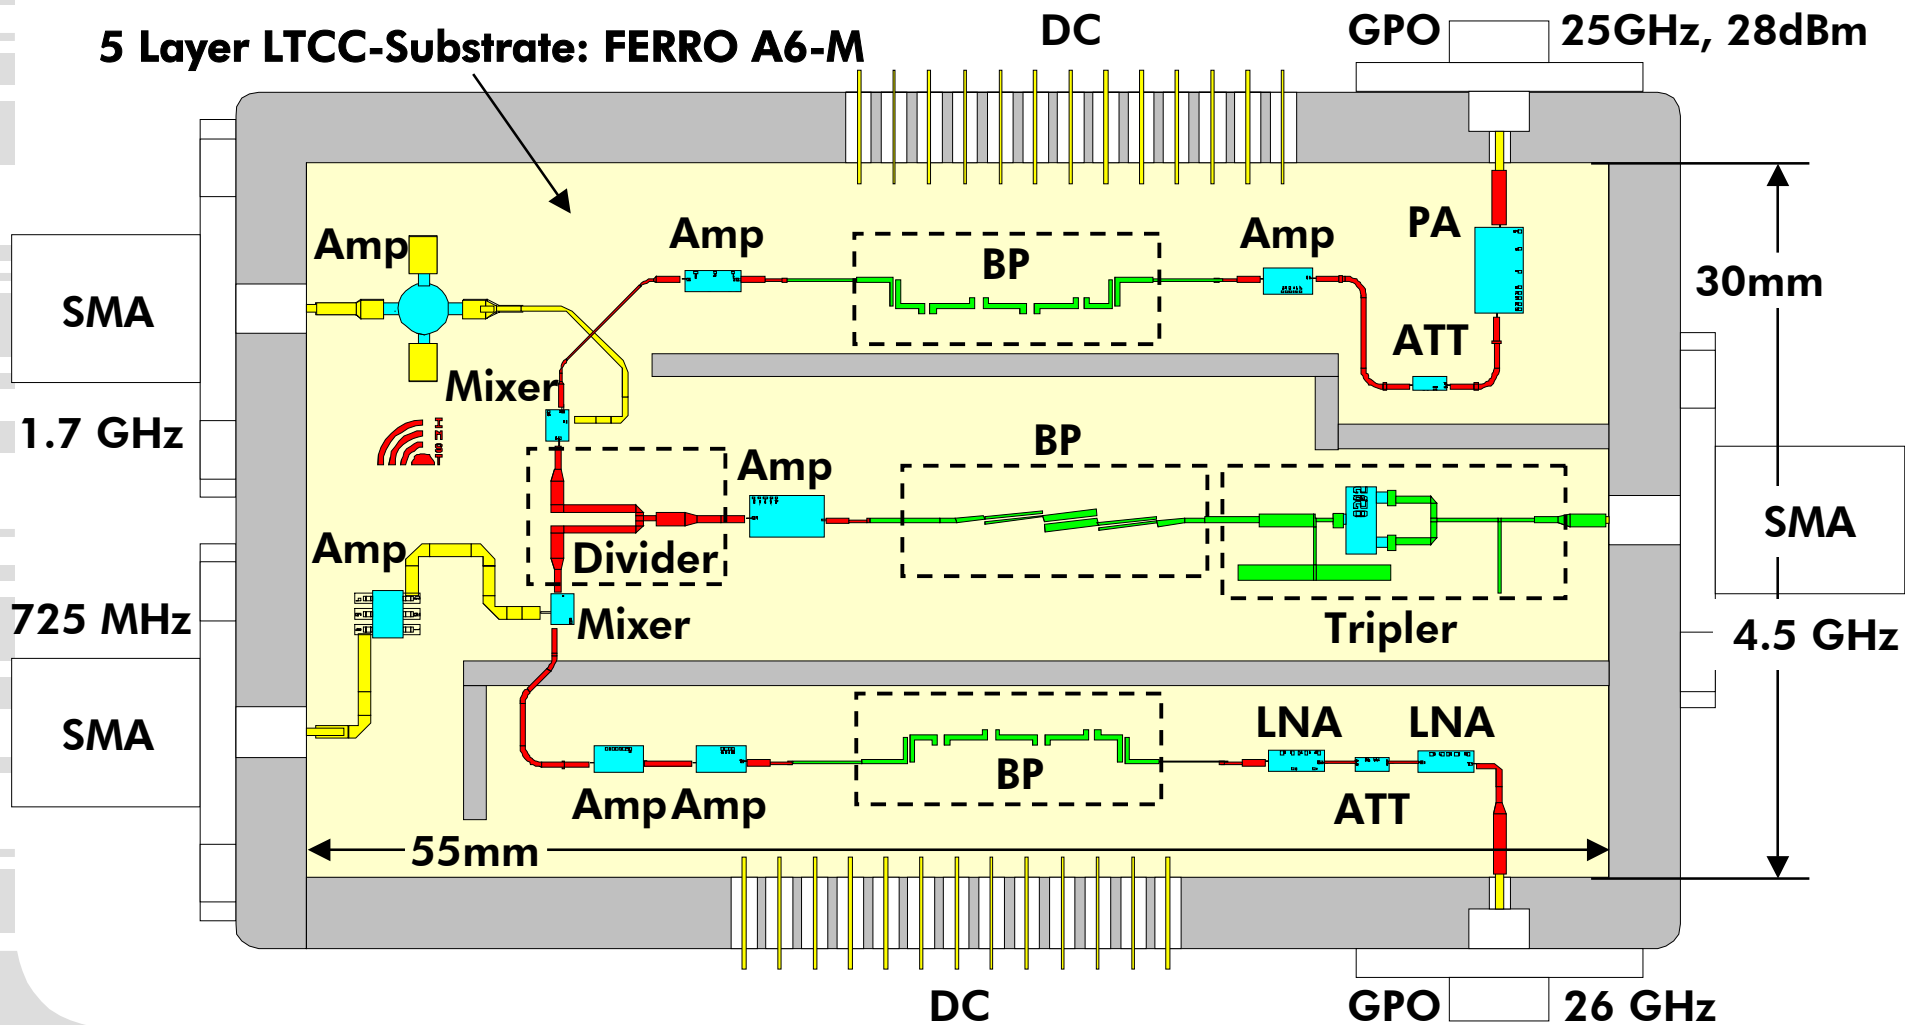 DC
GPO
25GHz, 28dBm
5 Layer LTCC-Substrate: FERRO A6-M
Amp
Amp
BP
Amp
PA
30mm
SMA
ATT
Mixer
1.7 GHz
BP
Amp
SMA
Amp
Divider
725 MHz
Mixer
Tripler
4.5 GHz
SMA
LNA
LNA
BP
Amp
Amp
ATT
55mm
DC
GPO
26 GHz